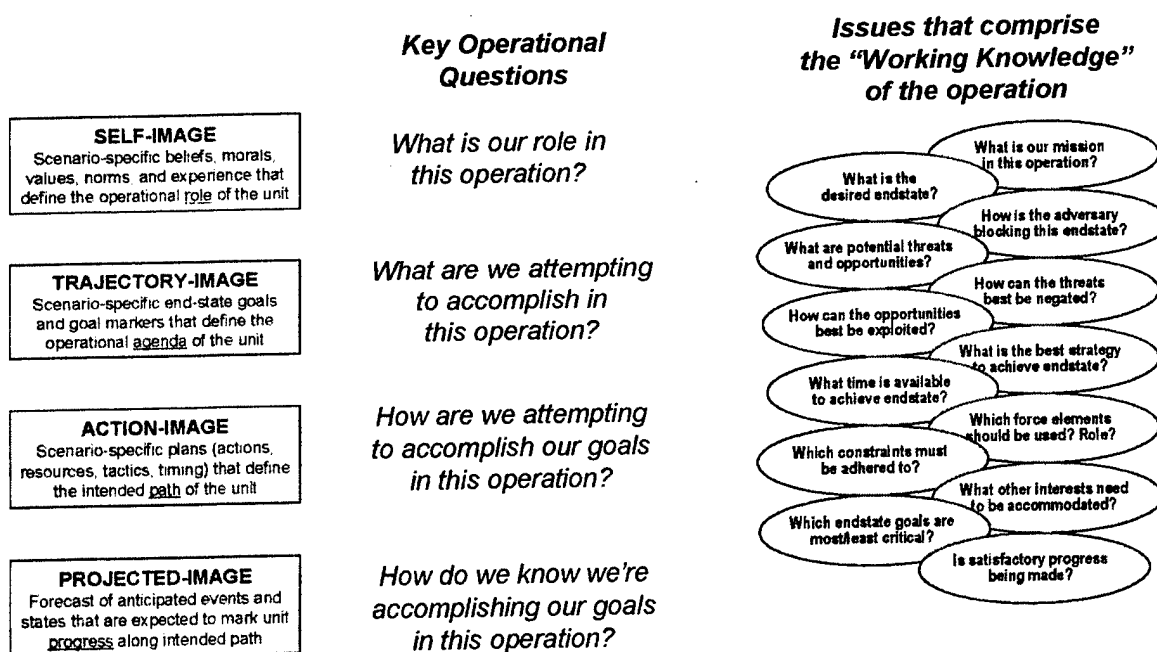 Key Operational
Questions
Issues that comprise
the “Working Knowledge”
of the operation
SELF-IMAGE
Scenario-specific beliefs, morals,
values, norms, and experience that
define the operational role of the unit
What is our role in
this operation?
TRAJECTORY-IMAGE
Scenario-specific end-state goals
and goal markers that define the
operational agenda of the unit
What are we attempting
to accomplish in
this operation?
ACTION-IMAGE
Scenario-specific plans (actions,
resources, tactics, timing) that define
the intended path of the unit
How are we attempting
to accomplish our goals
in this operation?
PROJECTED-IMAGE
Forecast of anticipated events and
states that are expected to mark unit
progress along intended path
How do we know we're
accomplishing our goals
in this operation?
What is our mission
in this operation?
What is the
desired endstate?
How is the adversary
blocking this endstate?
What are potential threats
and opportunities?
How can the threats
best be negated?
How can the opportunities
best be exploited?
What is the best strategy
to achieve endstate?
What time is available
to achieve endstate?
Which force elements
should be used? Role?
Which constraints must
be adhered to?
What other interests need
to be accommodated?
Which endstate goals are
most/least critical?
Is satisfactory progress
being made?